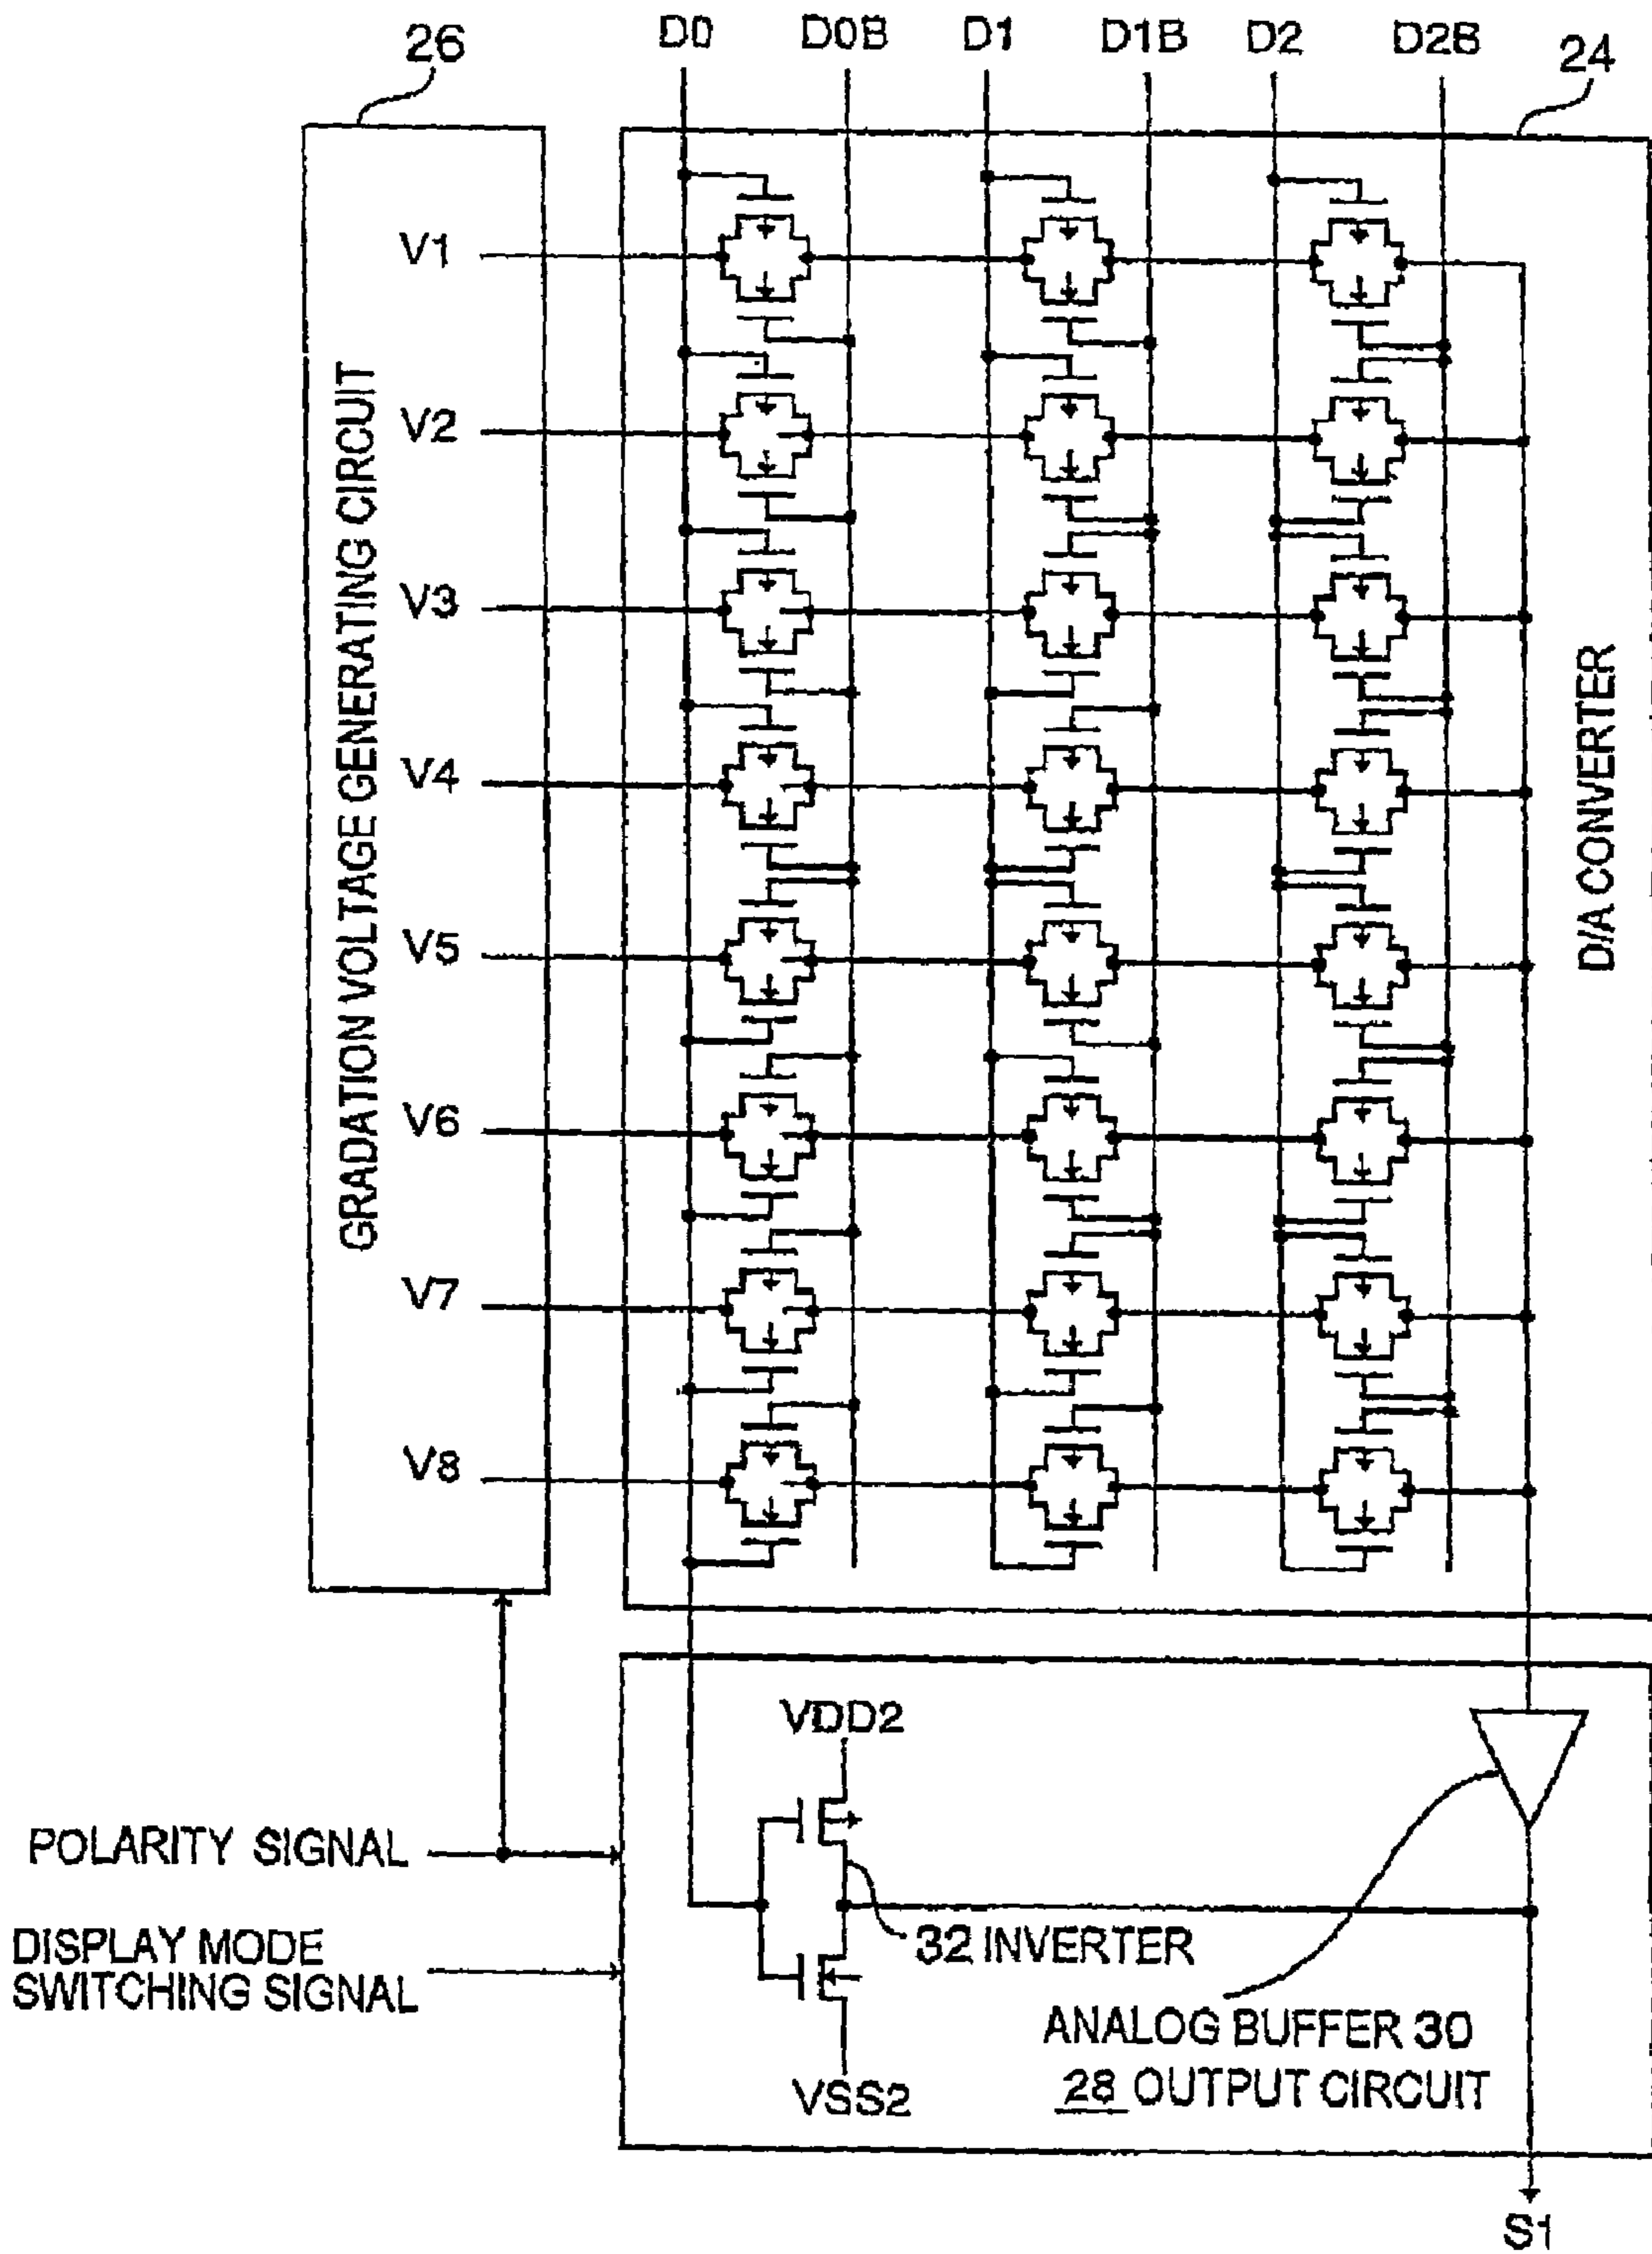 26
D0 D0B D1 D1B D2 D2B
24
GRADATION VOLTAGE GENERATING CIRCUIT
V1
V2
V3
V4
V5
V6
V7
V8
D/A CONVERTER
VDD2
POLARITY SIGNAL
DISPLAY MODE
SWITCHING SIGNAL
32 INVERTER
ANALOG BUFFER 30
28 OUTPUT CIRCUIT
VSS2
S1